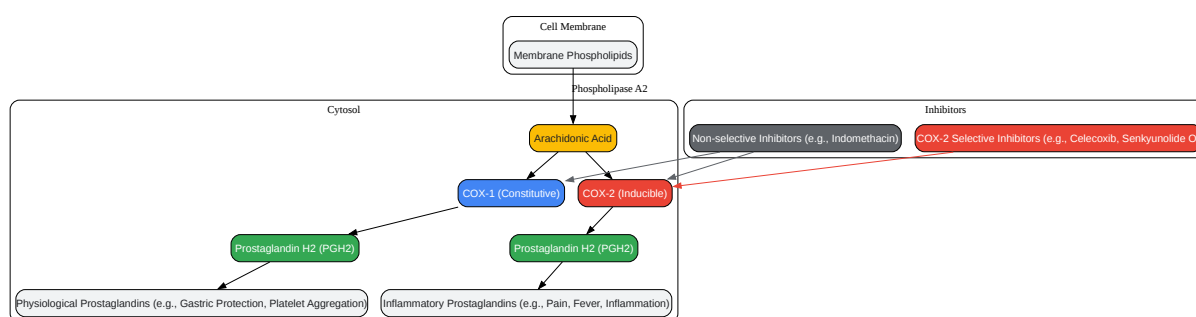 Cell Membrane
Membrane Phospholipids
Phospholipase A2
Cytosol
Inhibitors
Arachidonic Acid
Non-selective Inhibitors (e.g., Indomethacin)
COX-2 Selective Inhibitors (e.g., Celecoxib, Senkyunolide O
COX-1 (Constitutive)
COX-2 (Inducible)
Prostaglandin H2 (PGH2)
Prostaglandin H2 (PGH2)
Physiological Prostaglandins (e.g., Gastric Protection, Platelet Aggregation)
Inflammatory Prostaglandins (e.g., Pain, Fever, Inflammation)